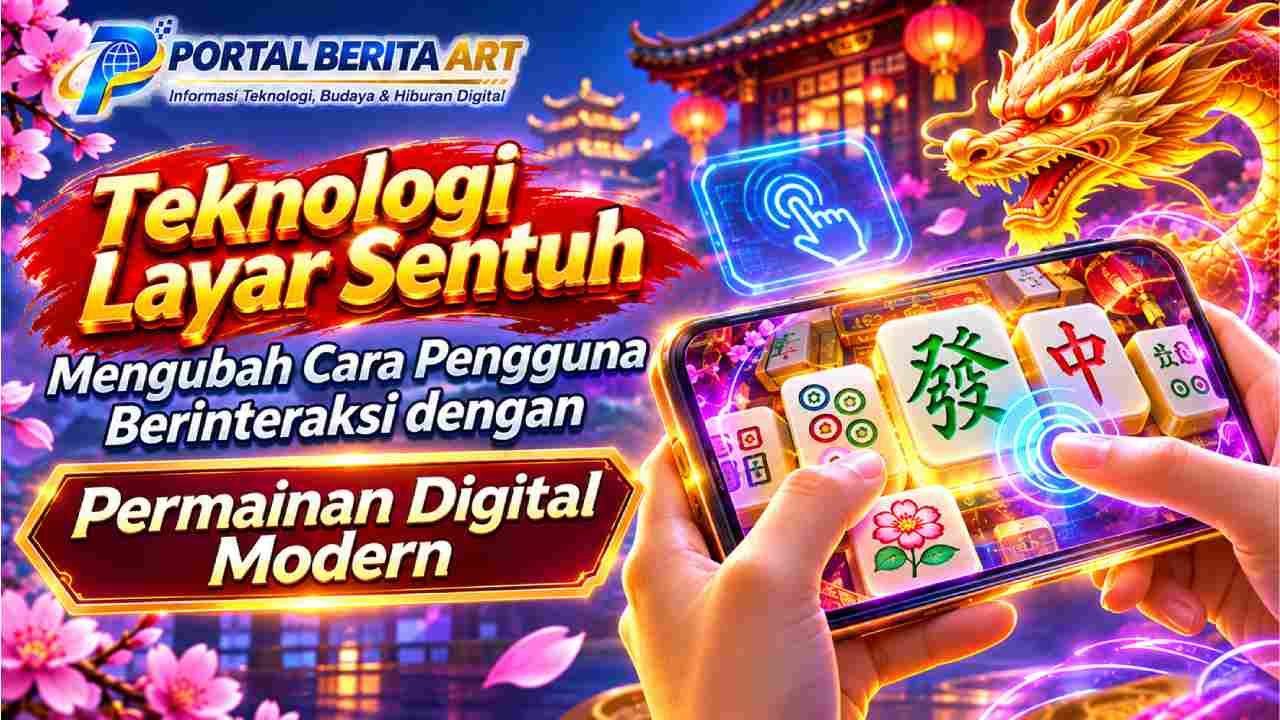 PORTAL BERITA ART
Informasi Teknologi, Budaya & Hiburan Digital
Teknologi
Layar Sentuh
Mengubah Cara Pengguna
Berinteraksi dengan
Permainan Digital
Modern
發
中